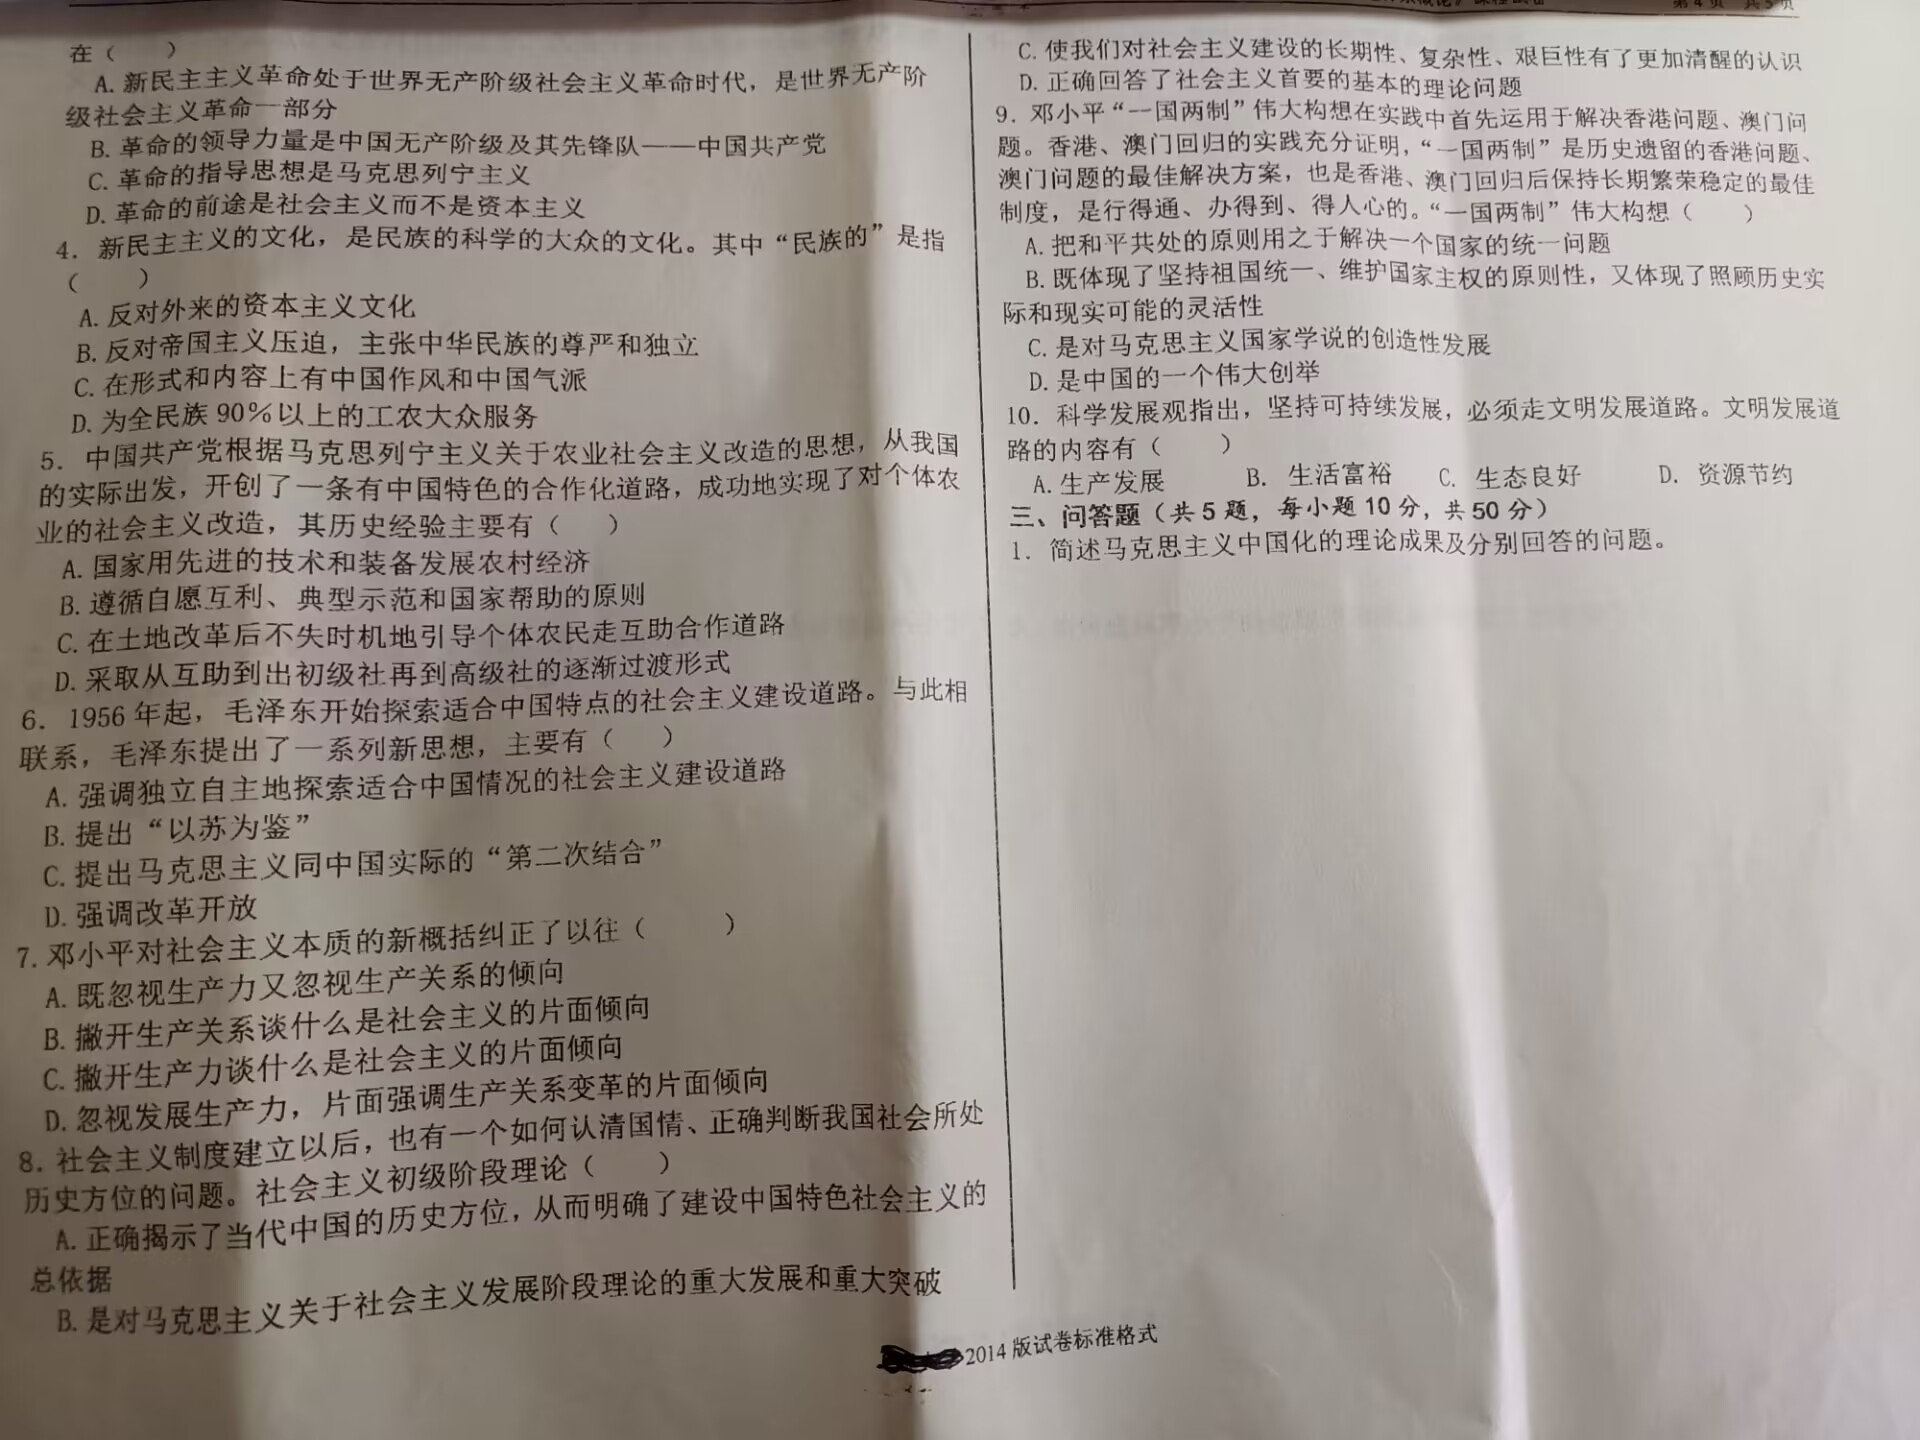 第 4 页 共 5 页
在（ ）
A. 新民主主义革命处于世界无产阶级社会主义革命时代，是世界无产阶
级社会主义革命一部分
B. 革命的领导力量是中国无产阶级及其先锋队——中国共产党
C. 革命的指导思想是马克思列宁主义
D. 革命的前途是社会主义而不是资本主义
4. 新民主主义的文化，是民族的科学的大众的文化。其中“民族的”是指
（ ）
A. 反对外来的资本主义文化
B. 反对帝国主义压迫，主张中华民族的尊严和独立
C. 在形式和内容上有中国作风和中国气派
D. 为全民族 90%以上的工农大众服务
5. 中国共产党根据马克思列宁主义关于农业社会主义改造的思想，从我国
的实际出发，开创了一条有中国特色的合作化道路，成功地实现了对个体农
业的社会主义改造，其历史经验主要有（ ）
A. 国家用先进的技术和装备发展农村经济
B. 遵循自愿互利、典型示范和国家帮助的原则
C. 在土地改革后不失时机地引导个体农民走互助合作道路
D. 采取从互助到出初级社再到高级社的逐渐过渡形式
6. 1956 年起，毛泽东开始探索适合中国特点的社会主义建设道路。与此相
联系，毛泽东提出了一系列新思想，主要有（ ）
A. 强调独立自主地探索适合中国情况的社会主义建设道路
B. 提出“以苏为鉴”
C. 提出马克思主义同中国实际的“第二次结合”
D. 强调改革开放
7. 邓小平对社会主义本质的新概括纠正了以往（ ）
A. 既忽视生产力又忽视生产关系的倾向
B. 撇开生产关系谈什么是社会主义的片面倾向
C. 撇开生产力谈什么是社会主义的片面倾向
D. 忽视发展生产力，片面强调生产关系变革的片面倾向
8. 社会主义制度建立以后，也有一个如何认清国情、正确判断我国社会所处
历史方位的问题。社会主义初级阶段理论（ ）
A. 正确揭示了当代中国的历史方位，从而明确了建设中国特色社会主义的
总依据
B. 是对马克思主义关于社会主义发展阶段理论的重大发展和重大突破
C. 使我们对社会主义建设的长期性、复杂性、艰巨性有了更加清醒的认识
D. 正确回答了社会主义首要的基本的理论问题
9. 邓小平“一国两制”伟大构想在实践中首先运用于解决香港问题、澳门问
题。香港、澳门回归的实践充分证明，“一国两制”是历史遗留的香港问题、
澳门问题的最佳解决方案，也是香港、澳门回归后保持长期繁荣稳定的最佳
制度，是行得通、办得到、得人心的。“一国两制”伟大构想（ ）
A. 把和平共处的原则用之于解决一个国家的统一问题
B. 既体现了坚持祖国统一、维护国家主权的原则性，又体现了照顾历史实
际和现实可能的灵活性
C. 是对马克思主义国家学说的创造性发展
D. 是中国的一个伟大创举
10. 科学发展观指出，坚持可持续发展，必须走文明发展道路。文明发展道
路的内容有（ ）
A. 生产发展 B. 生活富裕 C. 生态良好 D. 资源节约
三、问答题（共 5 题，每小题 10 分，共 50 分）
1. 简述马克思主义中国化的理论成果及分别回答的问题。
2014 版试卷标准格式